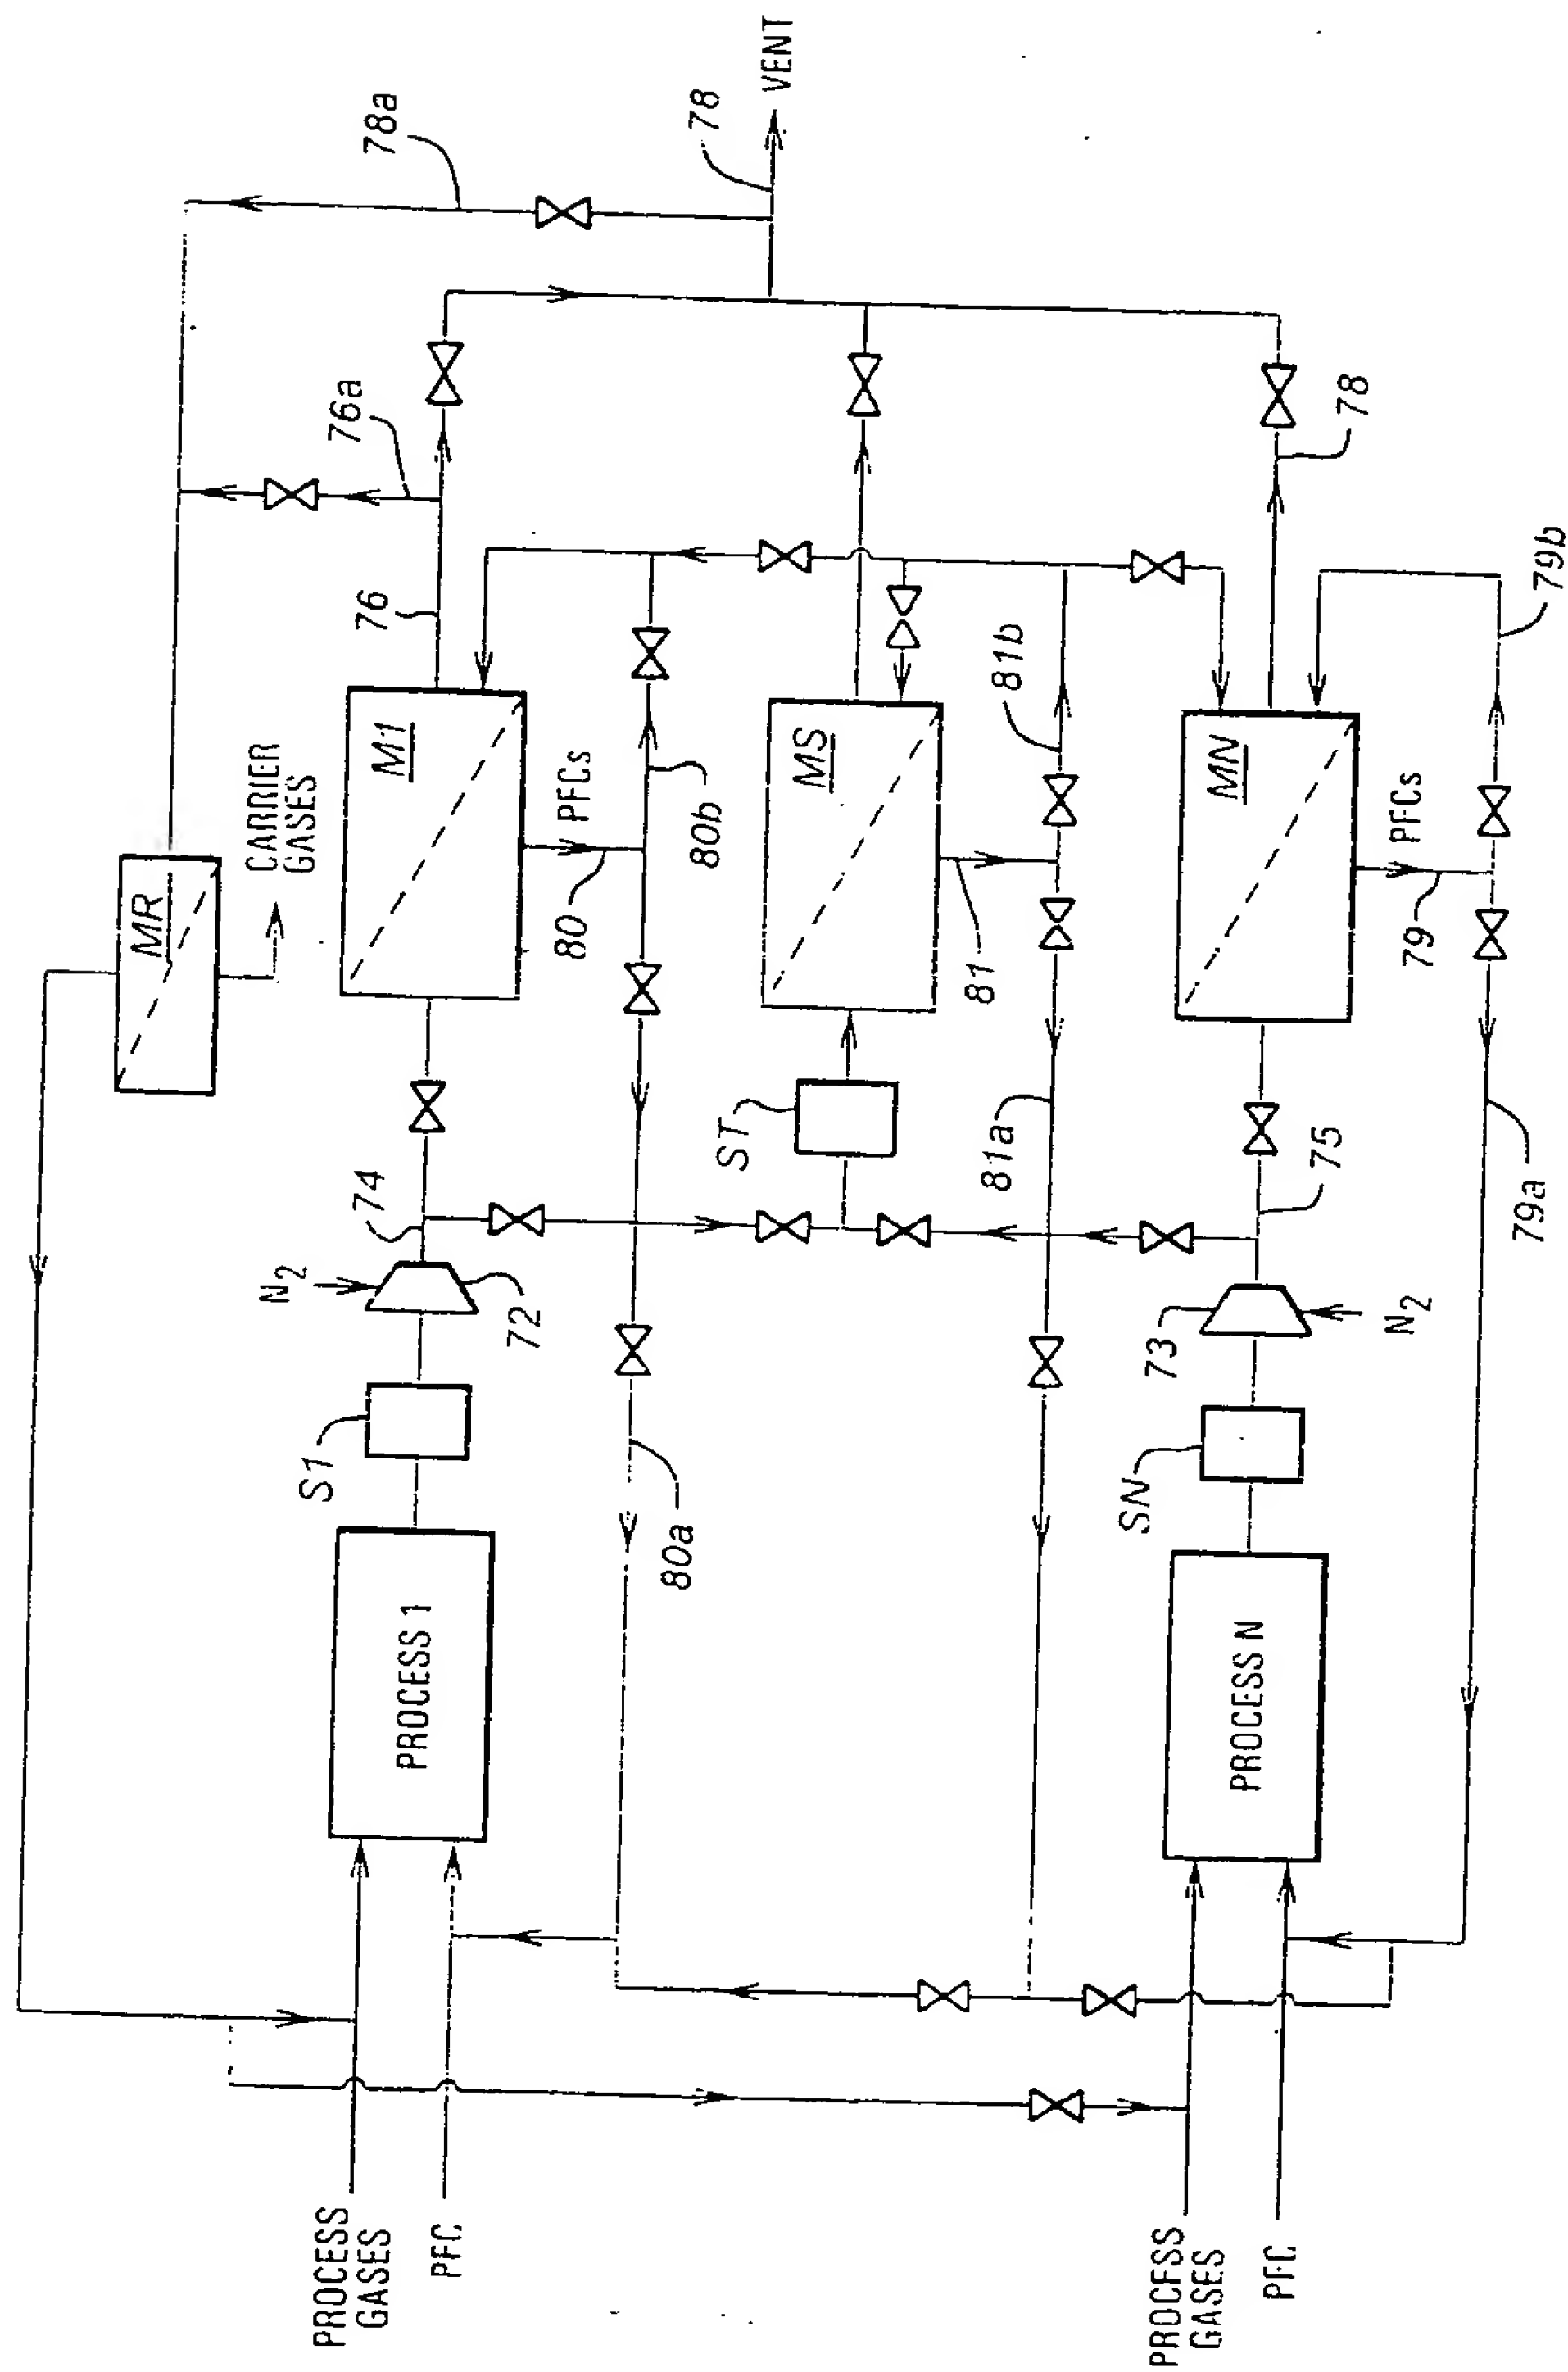 MR
CARRIER
GASES
78a
76a
76
M1
74
N2
S1
72
PROCESS 1
PROCESS
GASES
PFC
PFCs
80
80b
80a
78
VENT
ST
MS
81
81b
81a
SN
73
PROCFSS
GASES
PROCESS N
PFC
75
MN
78
N2
PFCs
79
79a
79b